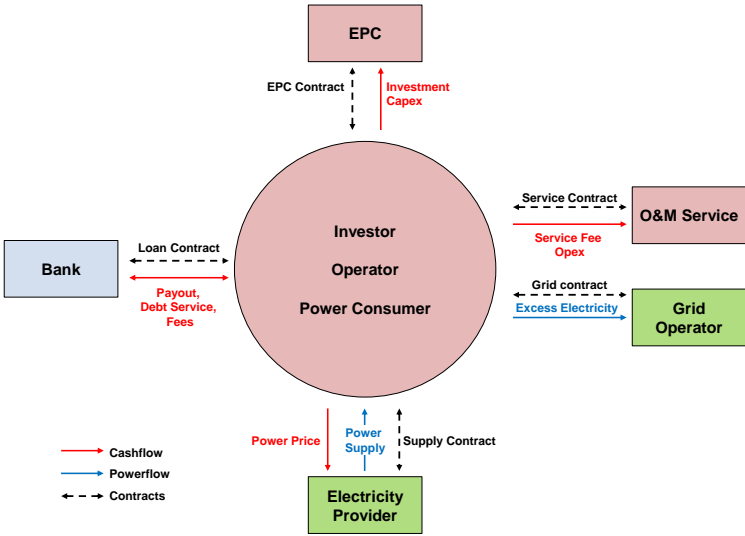 EPC
EPC Contract
Investment
Capex
Investor
Operator
Power Consumer
Bank
Loan Contract
Payout,
Debt Service,
Fees
Service Contract
Service Fee
Opex
O&M Service
Grid contract
Excess Electricity
Grid
Operator
Power Price
Power
Supply
Supply Contract
Electricity
Provider
Cashflow
Powerflow
Contracts